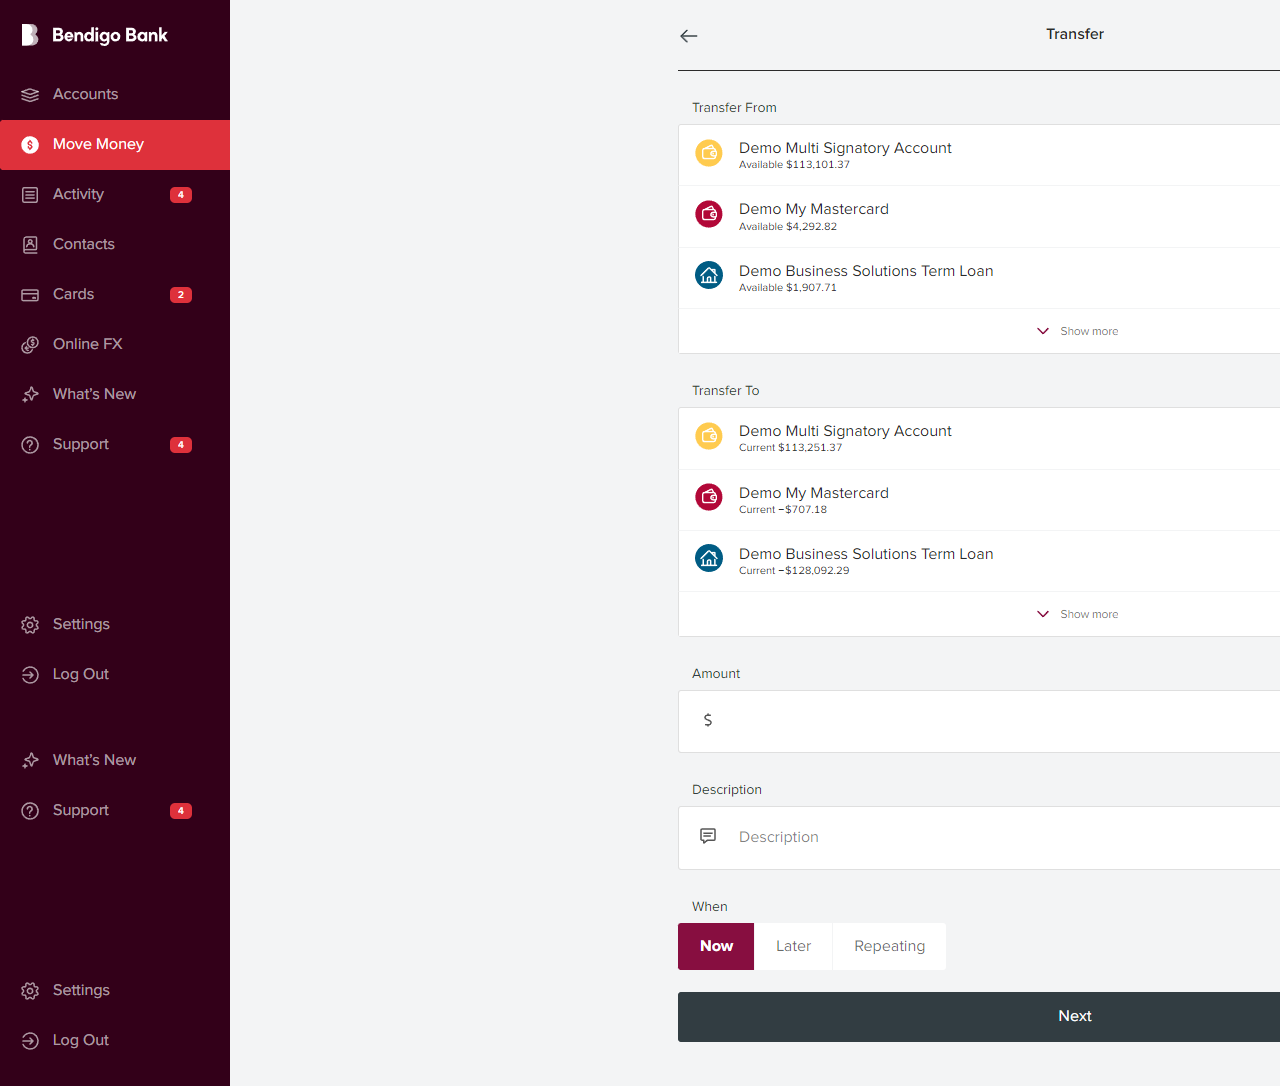 Bendigo Bank
Accounts
Move Money
Activity 4
Contacts
Cards 2
Online FX
What's New
Support 4
Settings
Log Out
What's New
Support 4
Settings
Log Out
Transfer
Transfer From
Demo Multi Signatory Account
Available $113,101.37
Demo My Mastercard
Available $4,292.82
Demo Business Solutions Term Loan
Available $1,907.71
Show more
Transfer To
Demo Multi Signatory Account
Current $113,251.37
Demo My Mastercard
Current −$707.18
Demo Business Solutions Term Loan
Current −$128,092.29
Show more
Amount
$
Description
Description
When
Now Later Repeating
Next